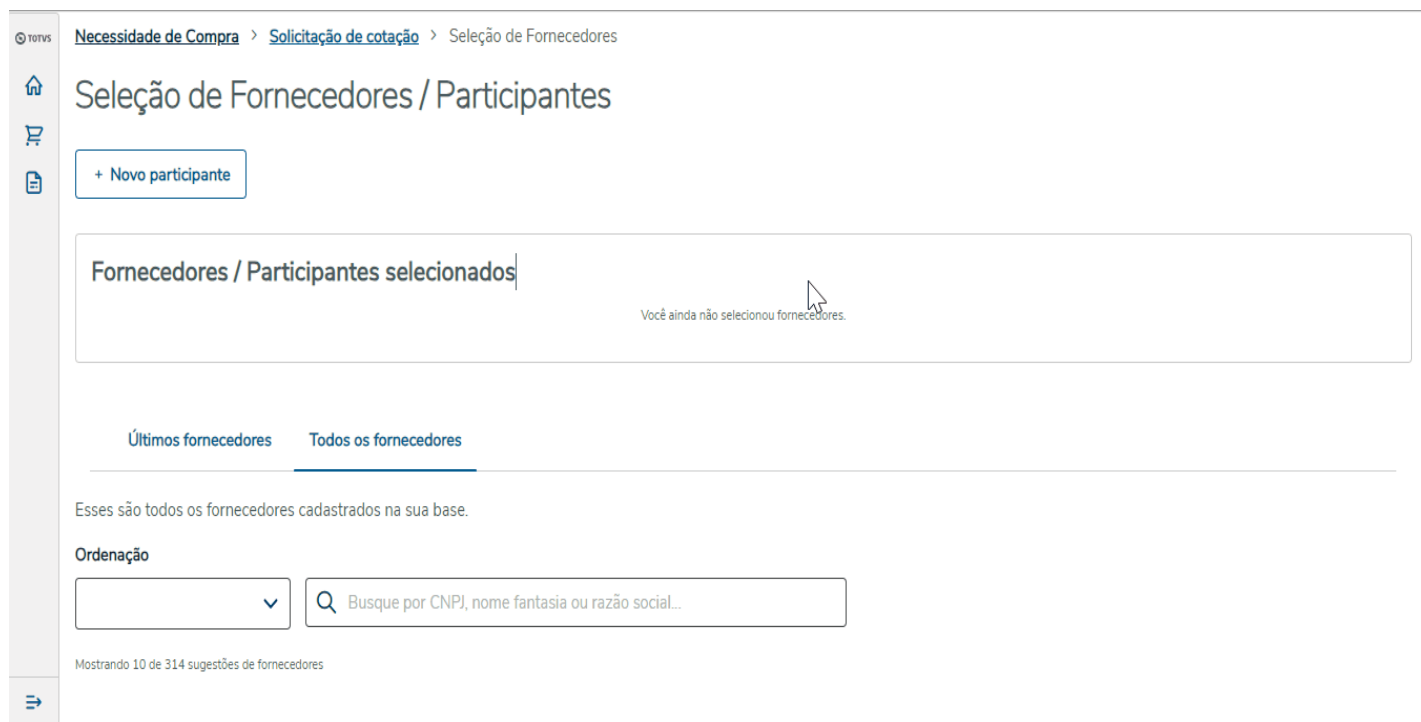 TOTVS
Necessidade de Compra > Solicitação de cotação > Seleção de Fornecedores
Seleção de Fornecedores / Participantes
+ Novo participante
Fornecedores / Participantes selecionados
Você ainda não selecionou fornecedores.
Últimos fornecedores Todos os fornecedores
Esses são todos os fornecedores cadastrados na sua base.
Ordenação
Busque por CNPJ, nome fantasia ou razão social...
Mostrando 10 de 314 sugestões de fornecedores